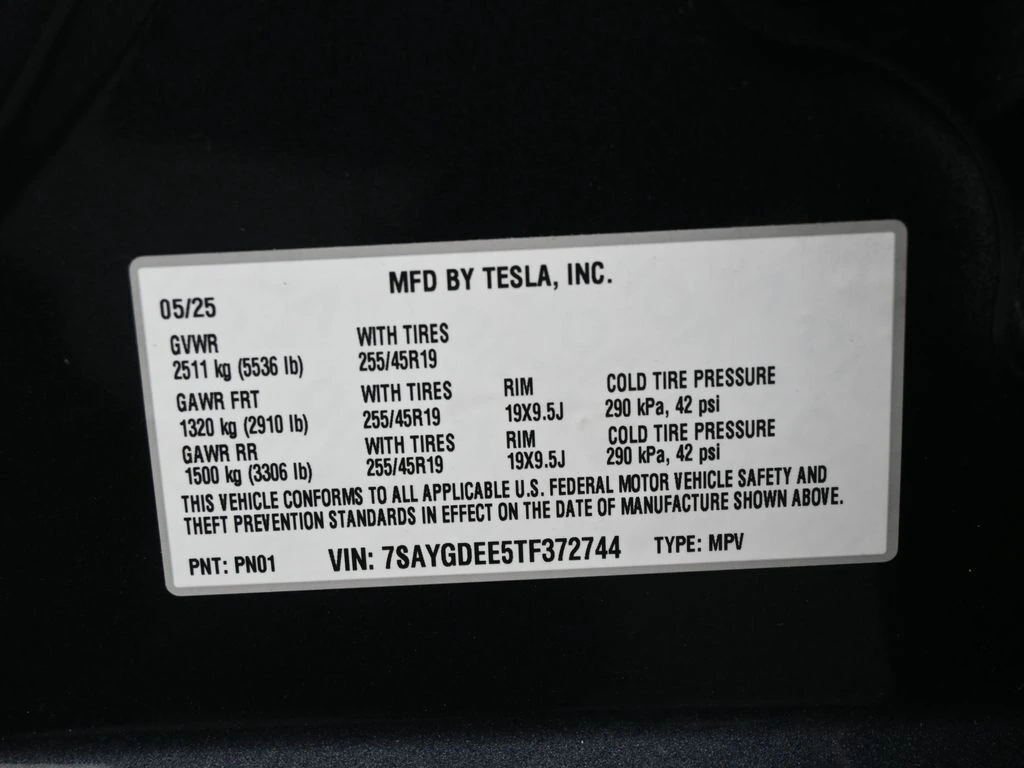 MFD BY TESLA, INC.
05/25
GVWR WITH TIRES
2511 kg (5536 lb) 255/45R19
GAWR FRT WITH TIRES RIM COLD TIRE PRESSURE
1320 kg (2910 lb) 255/45R19 19X9.5J 290 kPa, 42 psi
GAWR RR WITH TIRES RIM COLD TIRE PRESSURE
1500 kg (3306 lb) 255/45R19 19X9.5J 290 kPa, 42 psi
THIS VEHICLE CONFORMS TO ALL APPLICABLE U.S. FEDERAL MOTOR VEHICLE SAFETY AND
THEFT PREVENTION STANDARDS IN EFFECT ON THE DATE OF MANUFACTURE SHOWN ABOVE.
PNT: PN01 VIN: 7SAYGDEE5TF372744 TYPE: MPV